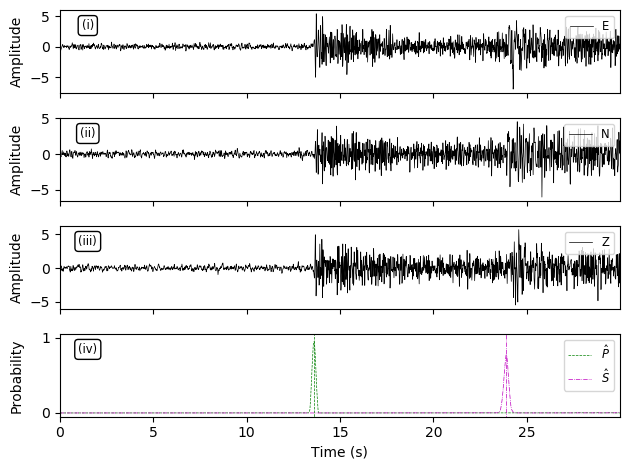 (i)
E
5
0
−5
Amplitude
(ii)
N
5
0
−5
Amplitude
(iii)
Z
5
0
−5
Amplitude
(iv)
P̂
Ŝ
1
0
Probability
0 5 10 15 20 25
Time (s)